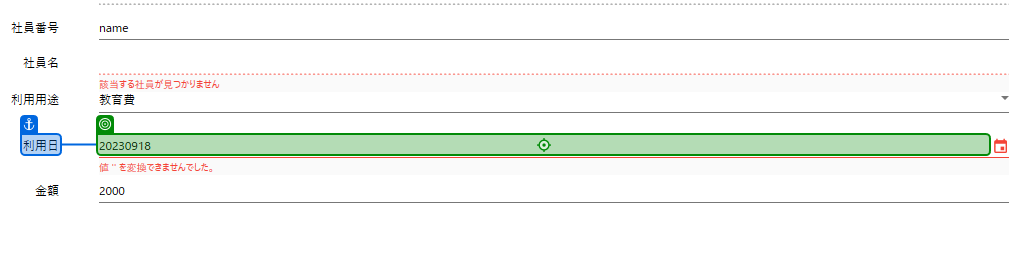 社員番号 name
社員名
該当する社員が見つかりません
利用用途 教育費
利用日 20230918
値 '' を変換できませんでした。
金額 2000